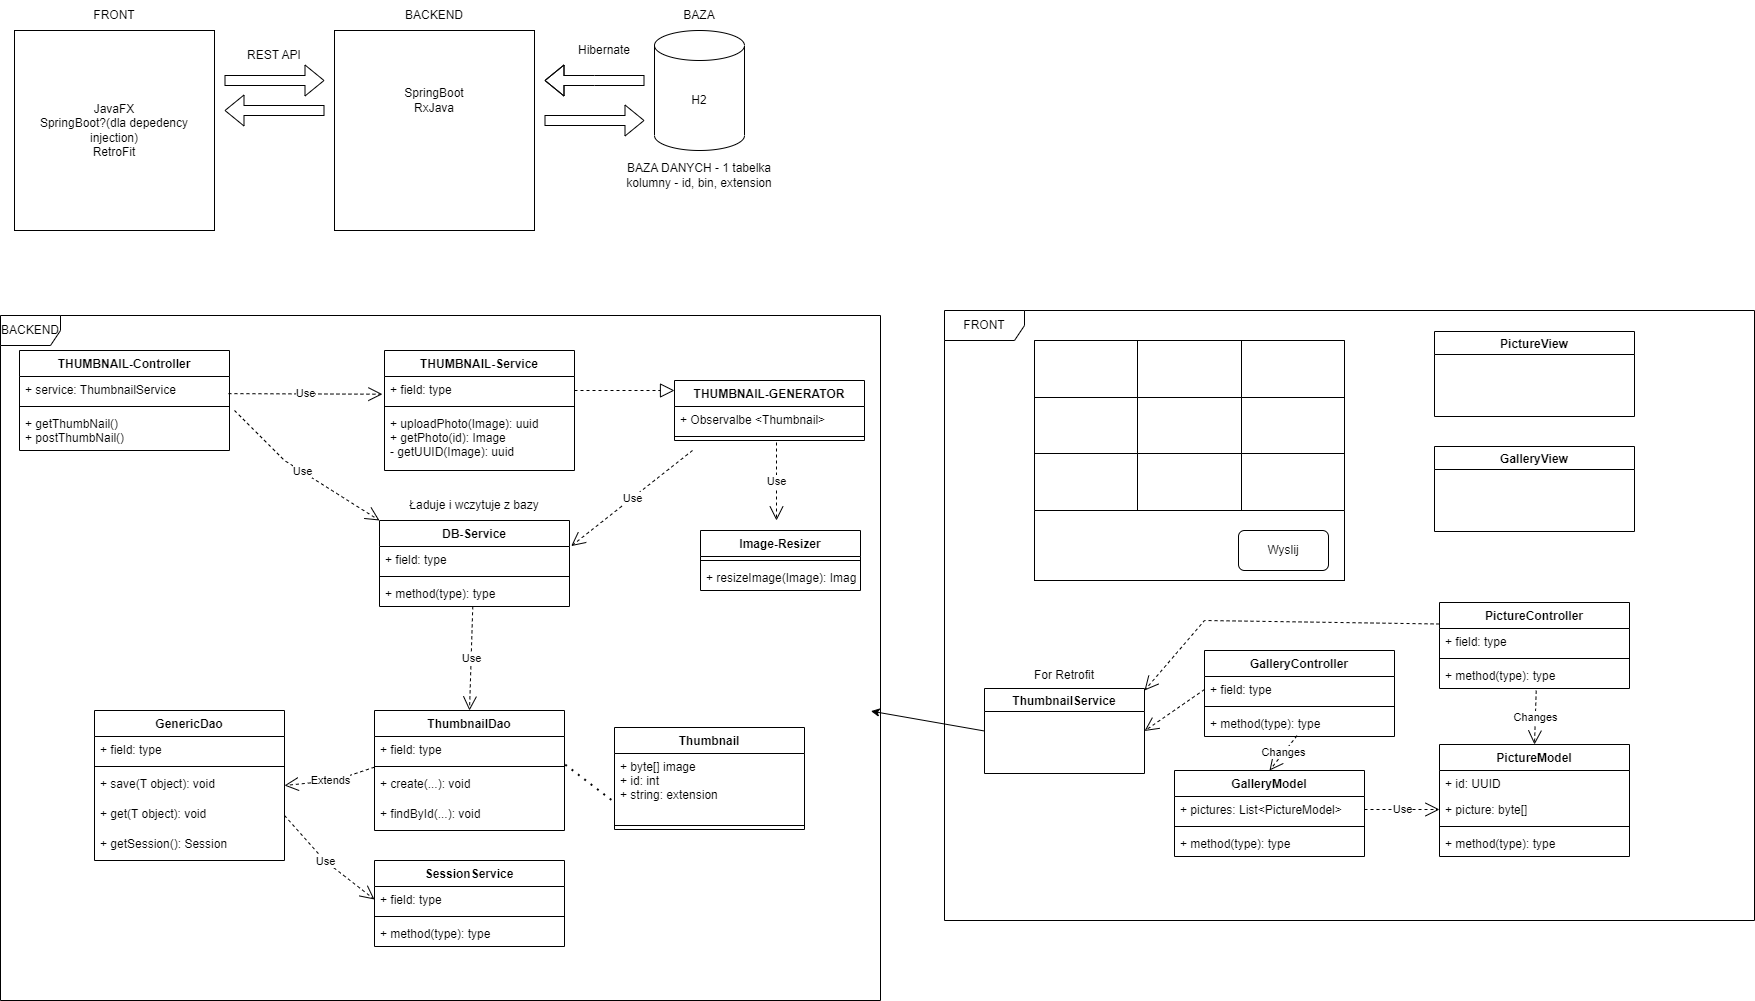 FRONT
BACKEND
BAZA
REST API
Hibernate
JavaFX
SpringBoot?(dla depedency
injection)
RetroFit
SpringBoot
RxJava
H2
BAZA DANYCH - 1 tabelka
kolumny - id, bin, extension
BACKEND
THUMBNAIL-Controller
+ service: ThumbnailService
+ getThumbNail()
+ postThumbNail()
Use
Use
THUMBNAIL-Service
+ field: type
+ uploadPhoto(Image): uuid
+ getPhoto(id): Image
- getUUID(Image): uuid
THUMBNAIL-GENERATOR
+ Observalbe <Thumbnail>
Use
Use
Ładuje i wczytuje z bazy
DB-Service
+ field: type
+ method(type): type
Image-Resizer
+ resizeImage(Image): Imag
Use
GenericDao
+ field: type
+ save(T object): void
+ get(T object): void
+ getSession(): Session
Extends
Use
ThumbnailDao
+ field: type
+ create(...): void
+ findById(...): void
Thumbnail
+ byte[] image
+ id: int
+ string: extension
SessionService
+ field: type
+ method(type): type
FRONT
Wyslij
PictureView
GalleryView
For Retrofit
ThumbnailService
GalleryController
+ field: type
+ method(type): type
Changes
PictureController
+ field: type
+ method(type): type
Changes
GalleryModel
+ pictures: List<PictureModel>
+ method(type): type
Use
PictureModel
+ id: UUID
+ picture: byte[]
+ method(type): type